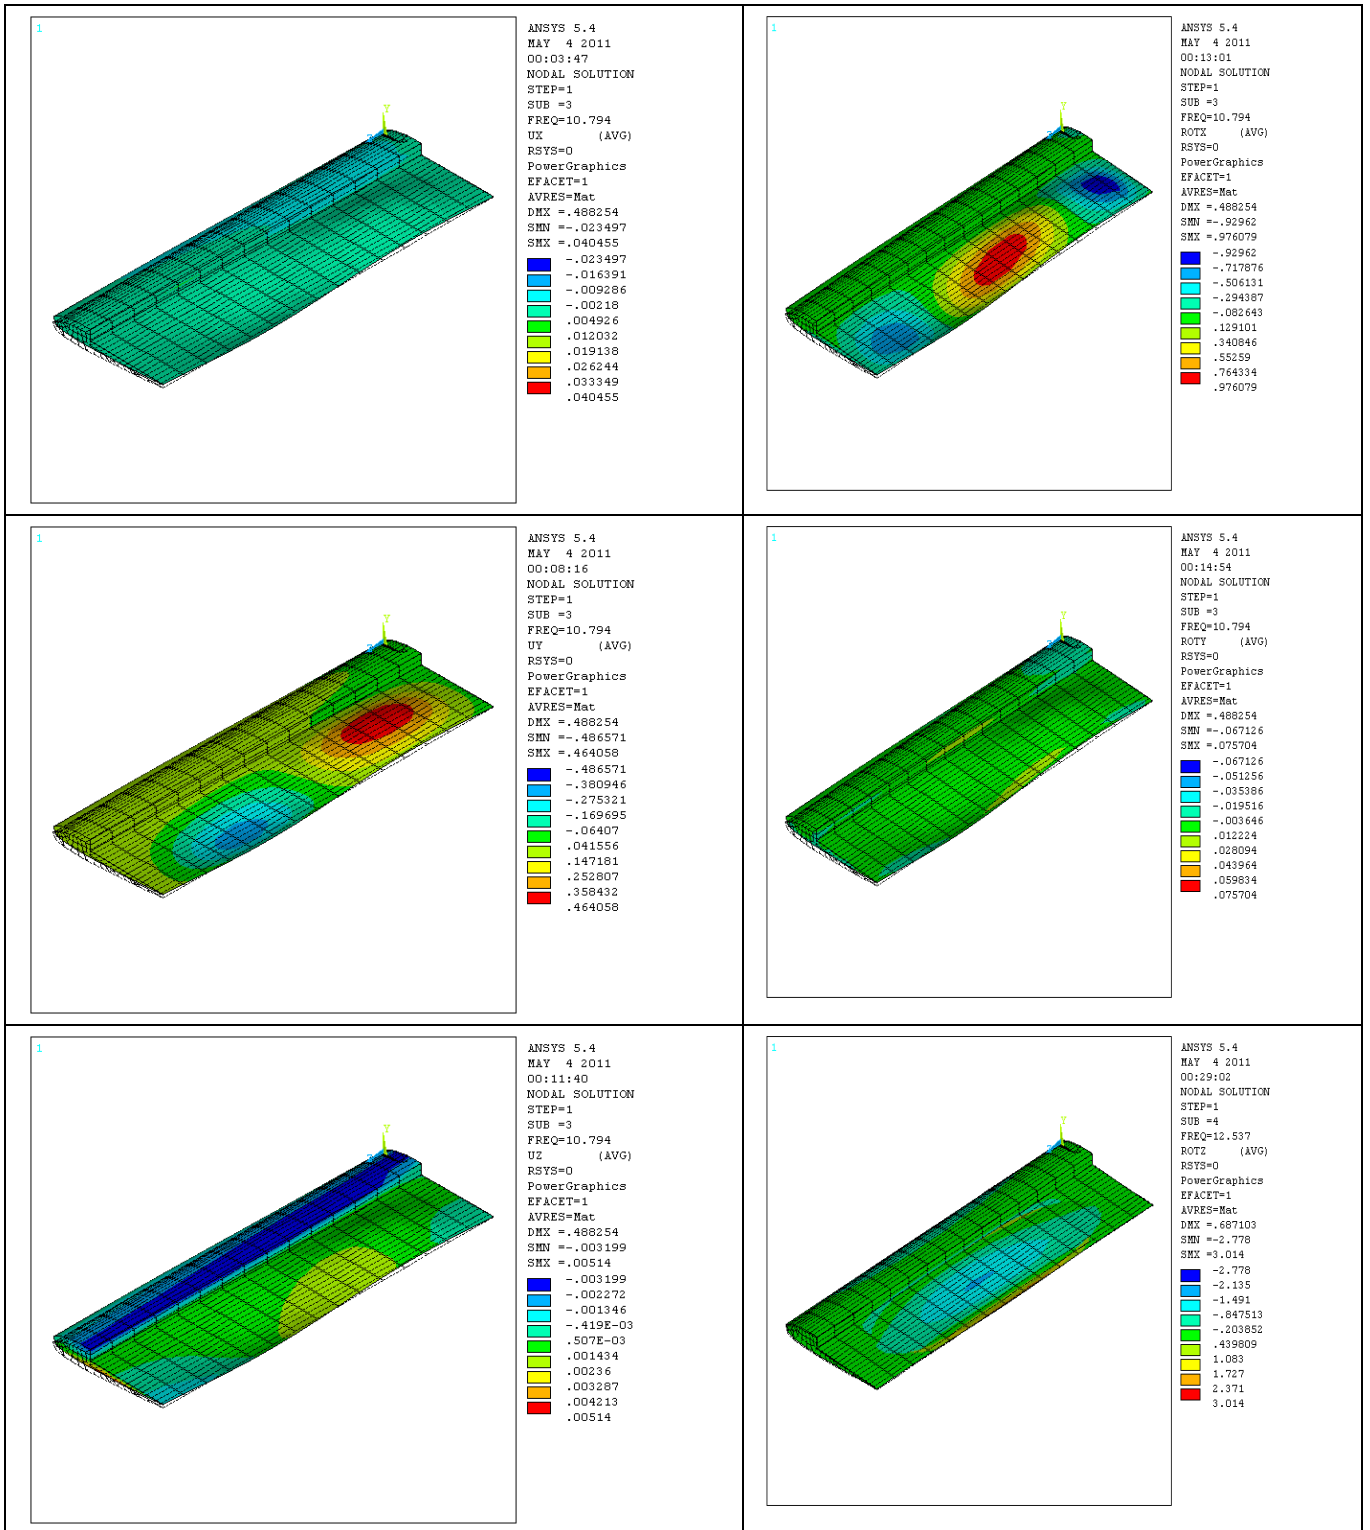 1
ANSYS 5.4
MAY  4 2011
00:03:47
NODAL SOLUTION
STEP=1
SUB =3
FREQ=10.794
UX       (AVG)
RSYS=0
PowerGraphics
EFACET=1
AVRES=Mat
DMX =.488254
SMN =-.023497
SMX =.040455
-.023497
-.016391
-.009286
-.00218
.004926
.012032
.019138
.026244
.033349
.040455
Y
1
ANSYS 5.4
MAY  4 2011
00:13:01
NODAL SOLUTION
STEP=1
SUB =3
FREQ=10.794
ROTX     (AVG)
RSYS=0
PowerGraphics
EFACET=1
AVRES=Mat
DMX =.488254
SMN =-.92962
SMX =.976079
-.92962
-.717876
-.506131
-.294387
-.082643
.129101
.340846
.55259
.764334
.976079
Y
1
ANSYS 5.4
MAY  4 2011
00:08:16
NODAL SOLUTION
STEP=1
SUB =3
FREQ=10.794
UY       (AVG)
RSYS=0
PowerGraphics
EFACET=1
AVRES=Mat
DMX =.488254
SMN =-.486571
SMX =.464058
-.486571
-.380946
-.275321
-.169695
-.06407
.041556
.147181
.252807
.358432
.464058
Y
1
ANSYS 5.4
MAY  4 2011
00:14:54
NODAL SOLUTION
STEP=1
SUB =3
FREQ=10.794
ROTY     (AVG)
RSYS=0
PowerGraphics
EFACET=1
AVRES=Mat
DMX =.488254
SMN =-.067126
SMX =.075704
-.067126
-.051256
-.035386
-.019516
-.003646
.012224
.028094
.043964
.059834
.075704
Y
1
ANSYS 5.4
MAY  4 2011
00:11:40
NODAL SOLUTION
STEP=1
SUB =3
FREQ=10.794
UZ       (AVG)
RSYS=0
PowerGraphics
EFACET=1
AVRES=Mat
DMX =.488254
SMN =-.003199
SMX =.00514
-.003199
-.002272
-.001346
-.419E-03
.507E-03
.001434
.00236
.003287
.004213
.00514
Y
1
ANSYS 5.4
MAY  4 2011
00:29:02
NODAL SOLUTION
STEP=1
SUB =4
FREQ=12.537
ROTZ     (AVG)
RSYS=0
PowerGraphics
EFACET=1
AVRES=Mat
DMX =.687103
SMN =-2.778
SMX =3.014
-2.778
-2.135
-1.491
-.847513
-.203852
.439809
1.083
1.727
2.371
3.014
Y